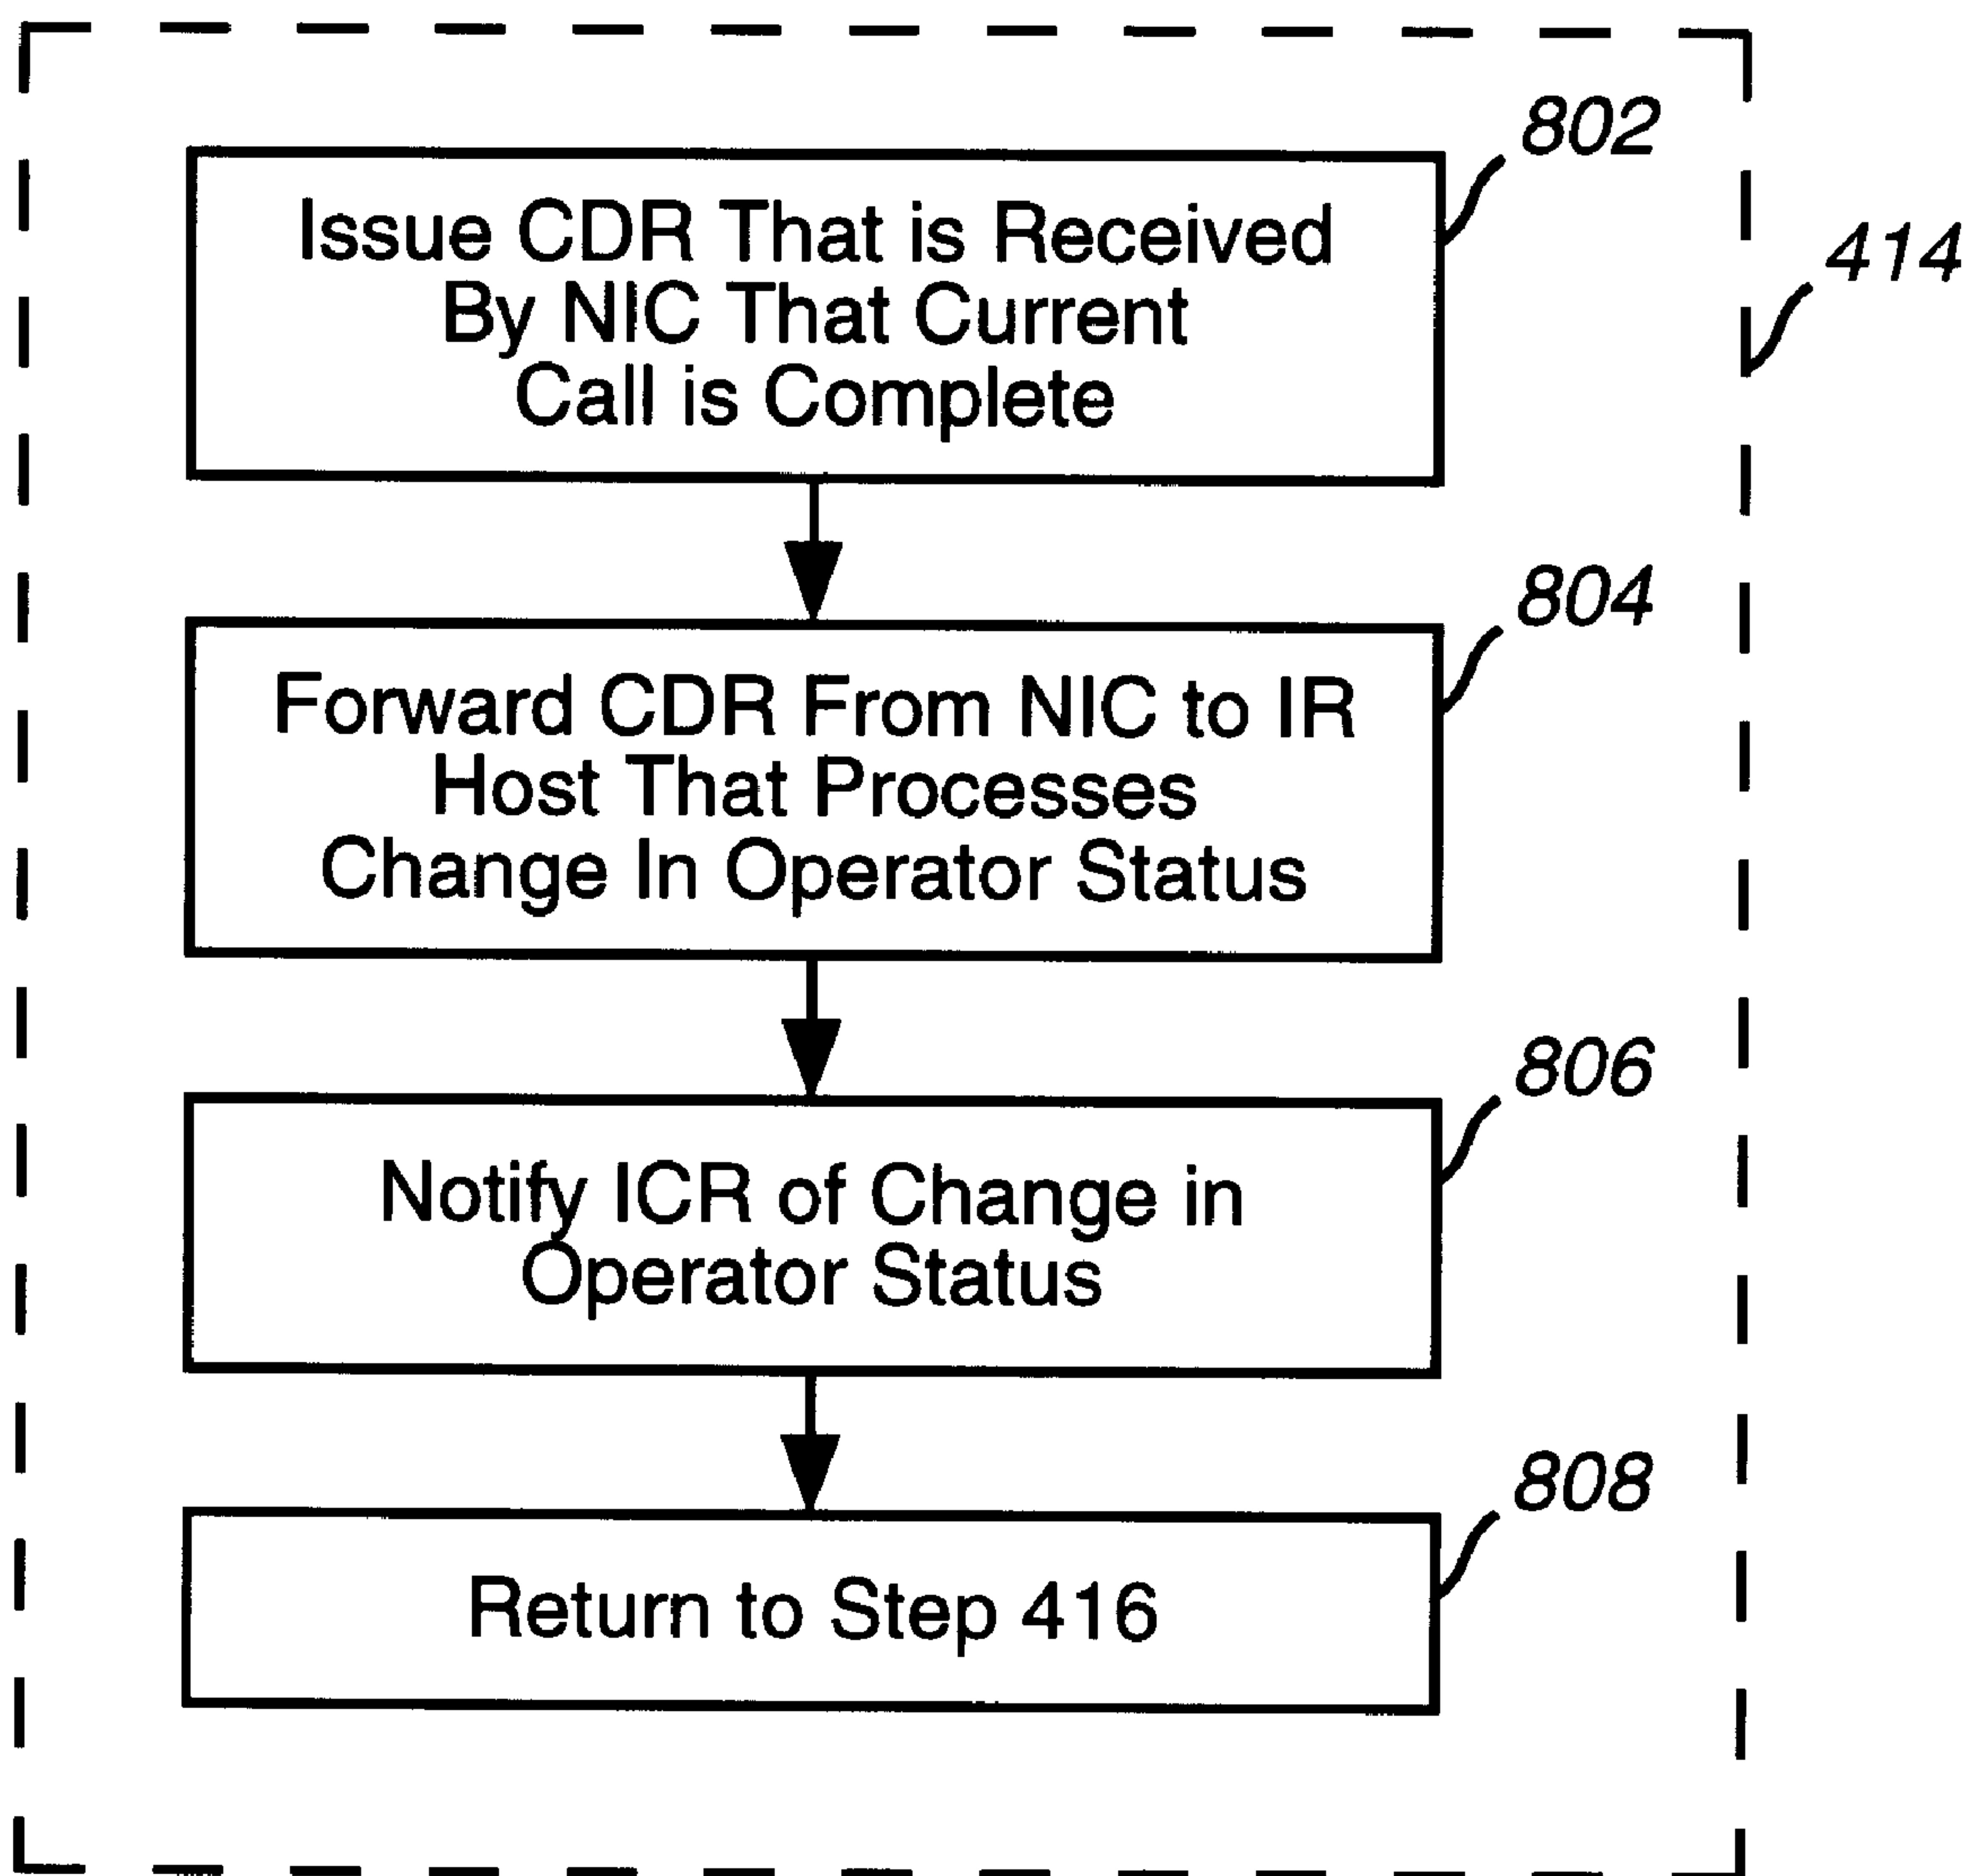 802
Issue CDR That is Received
By NIC That Current
Call is Complete
414
804
Forward CDR From NIC to IR
Host That Processes
Change In Operator Status
806
Notify ICR of Change in
Operator Status
808
Return to Step 416